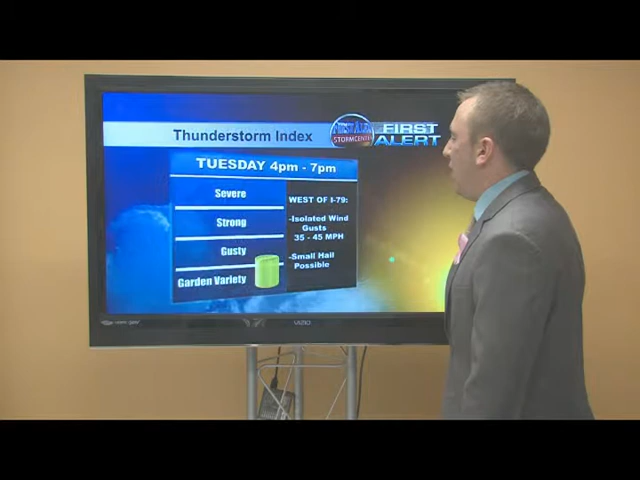 Thunderstorm Index
STORMCENTER
FIRST
ALERT
TUESDAY 4pm - 7pm
Severe
Strong
Gusty
Garden Variety
WEST OF I-79:
-Isolated Wind
Gusts
35 - 45 MPH
-Small Hail
Possible
VIZIO